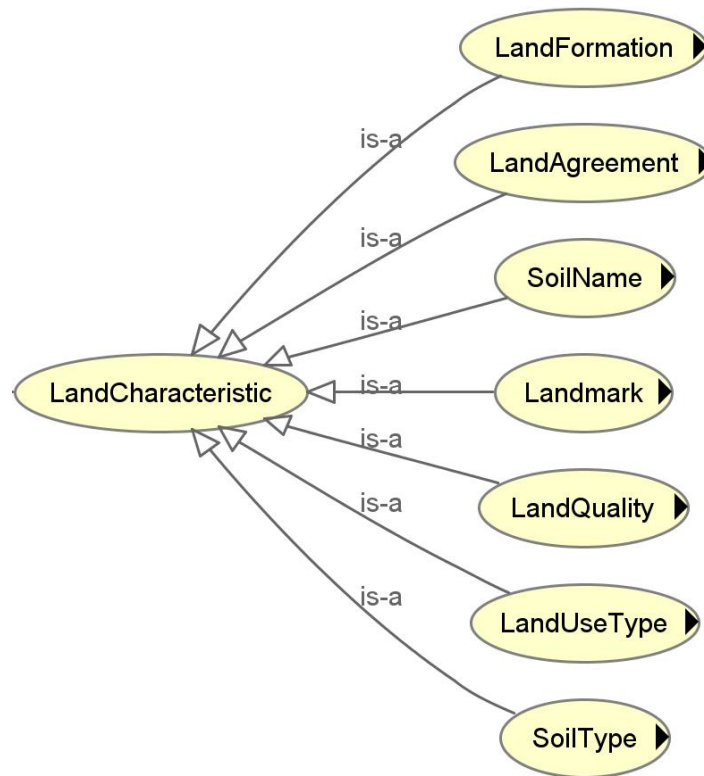 LandFormation
is-a
LandAgreement
is-a
SoilName
is-a
LandCharacteristic
is-a
Landmark
is-a
LandQuality
is-a
LandUseType
is-a
SoilType